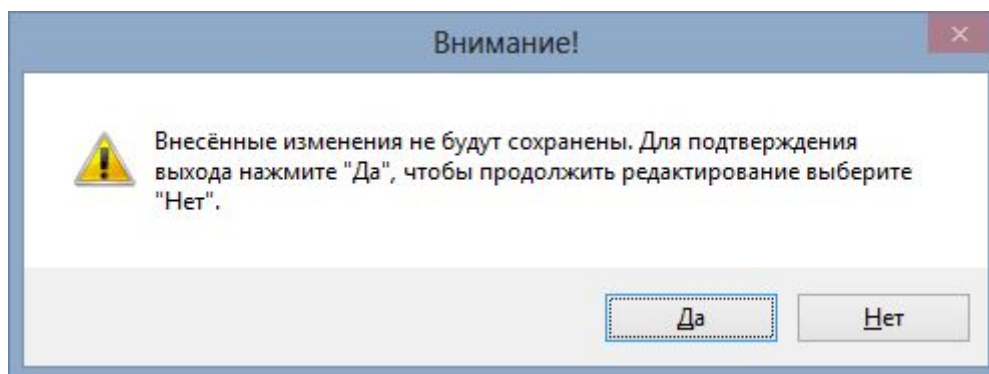 Внимание!
Внесённые изменения не будут сохранены. Для подтверждения
выхода нажмите "Да", чтобы продолжить редактирование выберите
"Нет".
Да
Нет